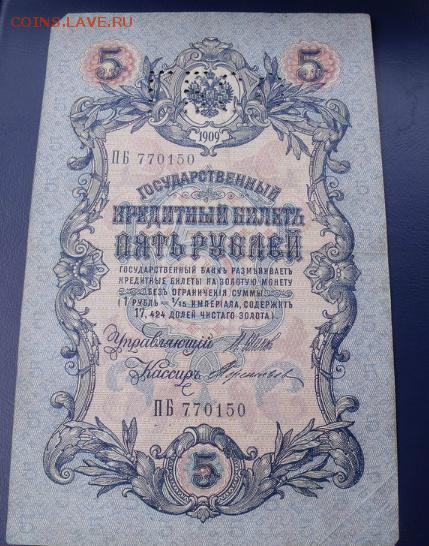 COINS.LAVE.RU
5 5
1909
ПБ 770150
ГОСУДАРСТВЕННЫЙ
КРЕДИТНЫЙ БИЛЕТЪ
ПЯТЬ РУБЛЕЙ
ГОСУДАРСТВЕННЫЙ БАНКЪ РАЗМѢНИВАЕТЪ
КРЕДИТНЫЕ БИЛЕТЫ НА ЗОЛОТУЮ МОНЕТУ
БЕЗЪ ОГРАНИЧЕНІЯ СУММЫ
(1 РУБЛЬ = 1/15 ИМПЕРІАЛА, СОДЕРЖИТЪ
17,424 ДОЛЕЙ ЧИСТАГО ЗОЛОТА).
Управляющій
Кассиръ
ПБ 770150
5